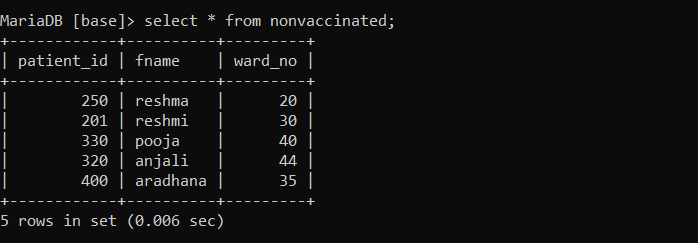 MariaDB [base]> select * from nonvaccinated;
+------------+----------+---------+
| patient_id | fname    | ward_no |
+------------+----------+---------+
|        250 | reshma   |      20 |
|        201 | reshmi   |      30 |
|        330 | pooja    |      40 |
|        320 | anjali   |      44 |
|        400 | aradhana |      35 |
+------------+----------+---------+
5 rows in set (0.006 sec)